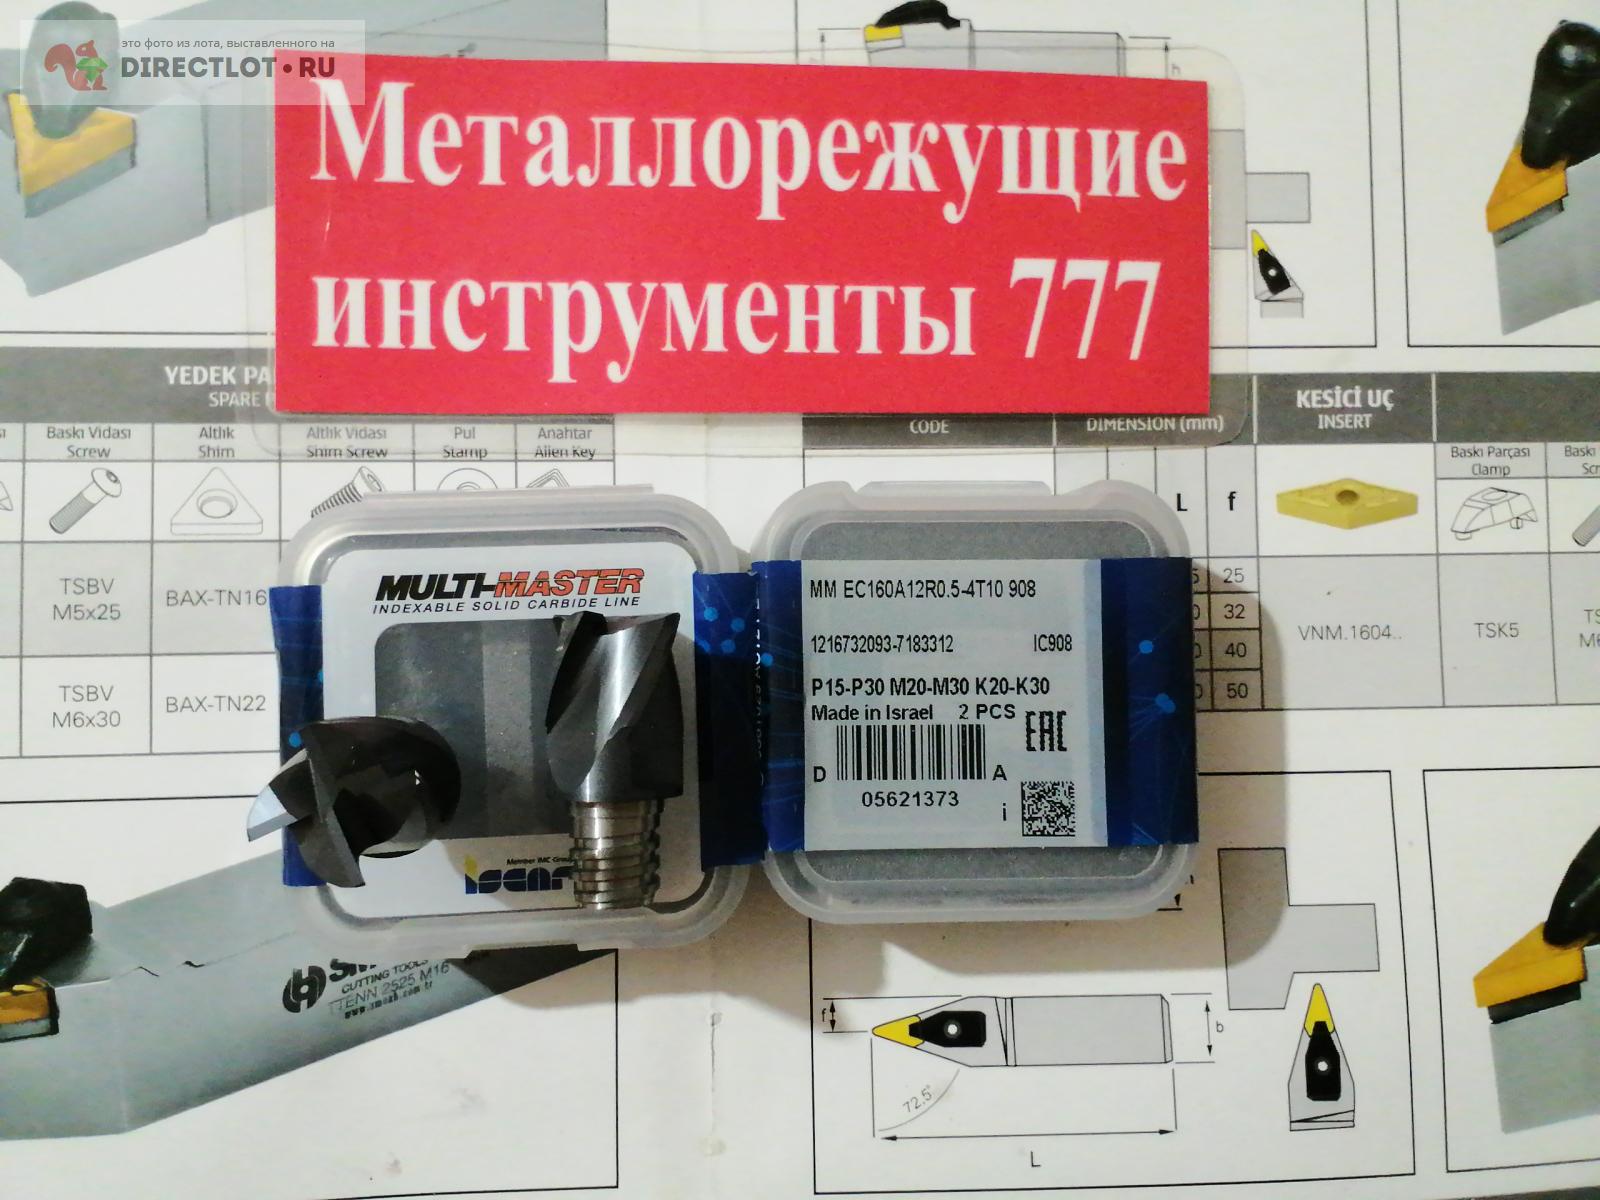 это фото из лота, выставленного на
DIRECTLOT•RU
Металлорежущие
инструменты 777
YEDEK PA
SPARE
Baskı Vidası
Screw
Altlık
Shim
Altlık Vidası
Shim Screw
Pul
Stamp
Anahtar
Allen Key
TSBV
M5x25
BAX-TN16
TSBV
M6x30
BAX-TN22
CODE
DIMENSION (mm)
KESİCİ UÇ
INSERT
Baskı Parçası
Clamp
L
f
25
32
40
50
VNM.1604..
TSK5
MULTI-MASTER
INDEXABLE SOLID CARBIDE LINE
Member IMC Group
iscar
MM EC160A12R0.5-4T10 908
1216732093-7183312 IC908
P15-P30 M20-M30 K20-K30
Made in Israel 2 PCS
EAC
D A
05621373
i
CUTTING TOOLS
TTENN 2525 M16
f
b
72.5°
L
h